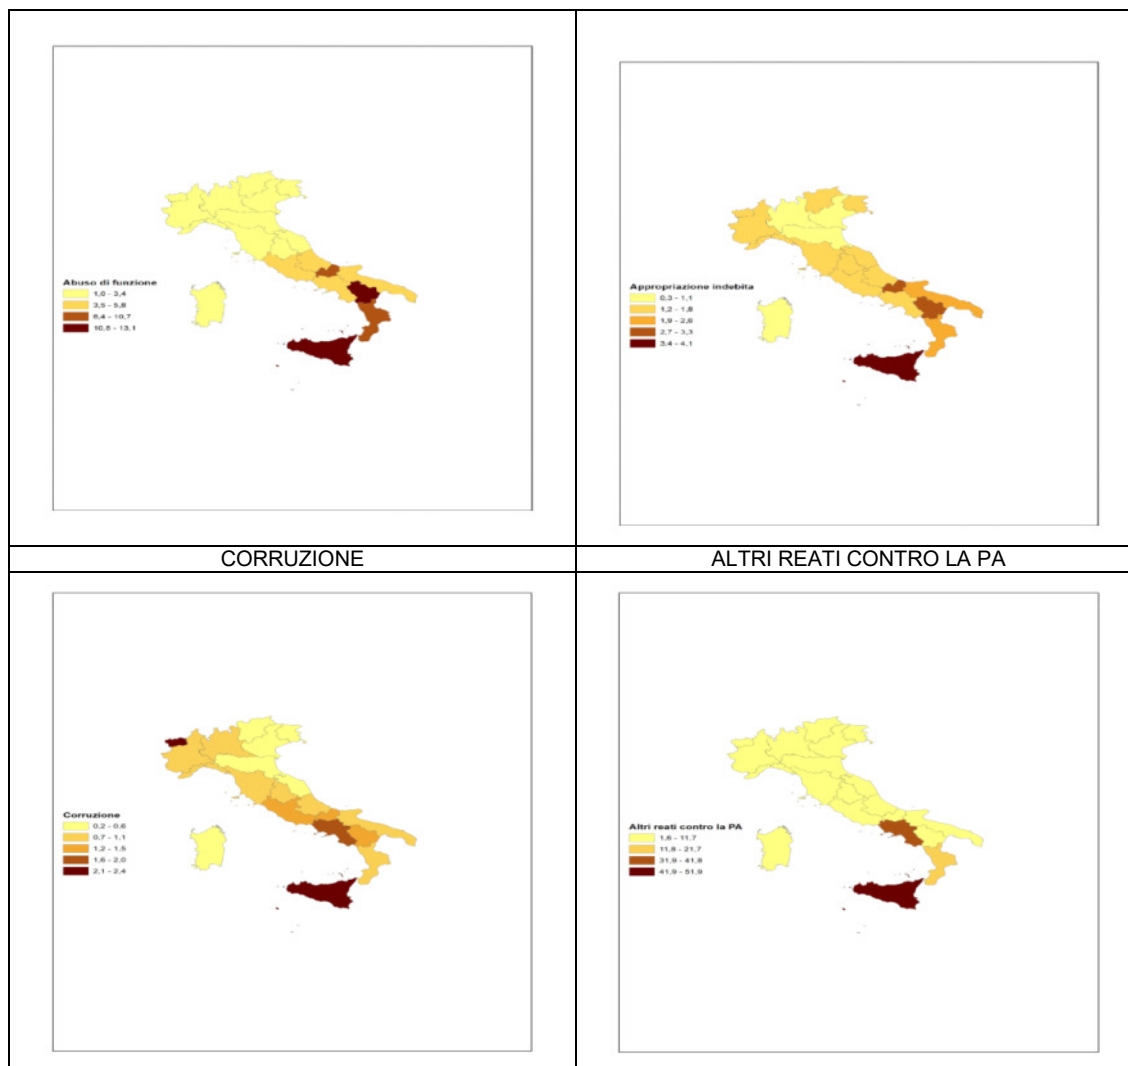 Abuso di funzione
1,0 - 3,4
3,5 - 5,8
8,4 - 10,7
10,8 - 13,1
Appropriazione indebita
0,3 - 1,1
1,2 - 1,8
1,9 - 2,6
2,7 - 3,3
3,4 - 4,1
CORRUZIONE
ALTRI REATI CONTRO LA PA
Corruzione
0,2 - 0,6
0,7 - 1,1
1,2 - 1,5
1,6 - 2,0
2,1 - 2,4
Altri reati contro la PA
1,6 - 11,7
11,8 - 21,7
31,9 - 41,8
41,9 - 51,9